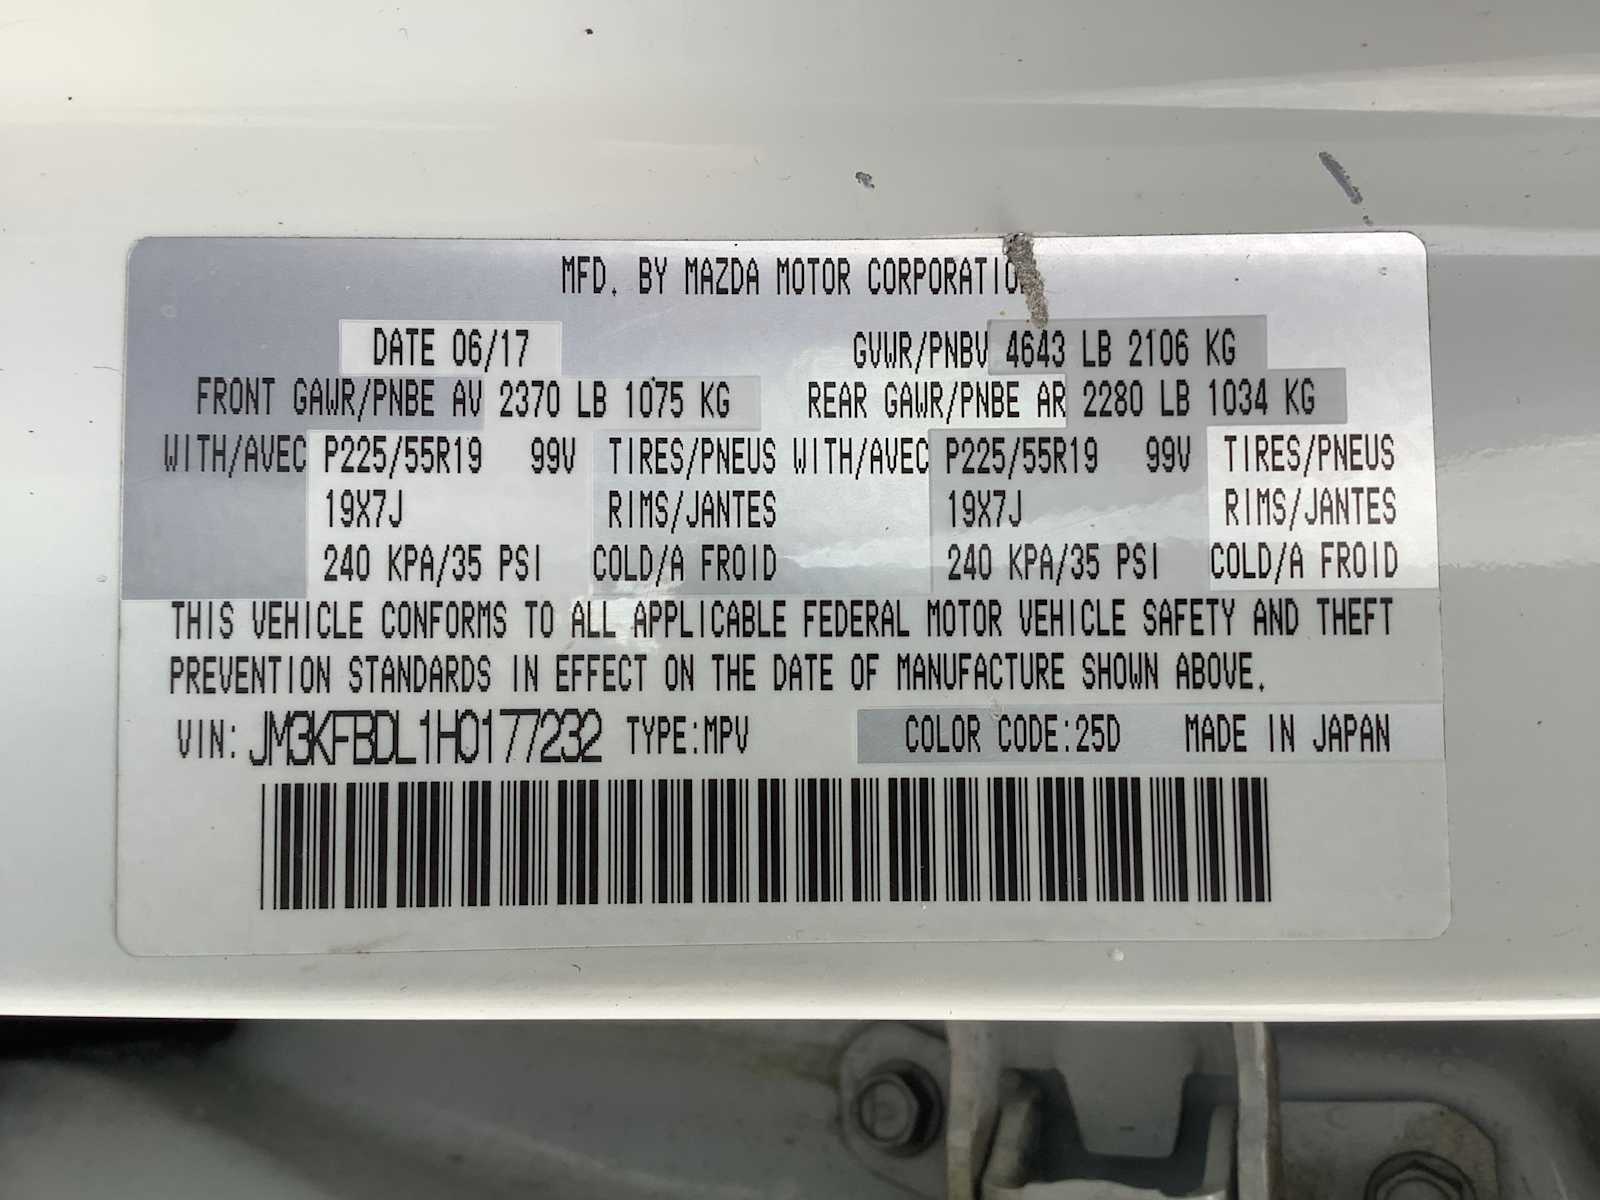 MFD. BY MAZDA MOTOR CORPORATION
DATE 06/17 GVWR/PNBV 4643 LB 2106 KG
FRONT GAWR/PNBE AV 2370 LB 1075 KG REAR GAWR/PNBE AR 2280 LB 1034 KG
WITH/AVEC P225/55R19 99V TIRES/PNEUS WITH/AVEC P225/55R19 99V TIRES/PNEUS
19X7J RIMS/JANTES 19X7J RIMS/JANTES
240 KPA/35 PSI COLD/A FROID 240 KPA/35 PSI COLD/A FROID
THIS VEHICLE CONFORMS TO ALL APPLICABLE FEDERAL MOTOR VEHICLE SAFETY AND THEFT
PREVENTION STANDARDS IN EFFECT ON THE DATE OF MANUFACTURE SHOWN ABOVE.
VIN: JM3KFBDL1H0177232 TYPE:MPV COLOR CODE:25D MADE IN JAPAN